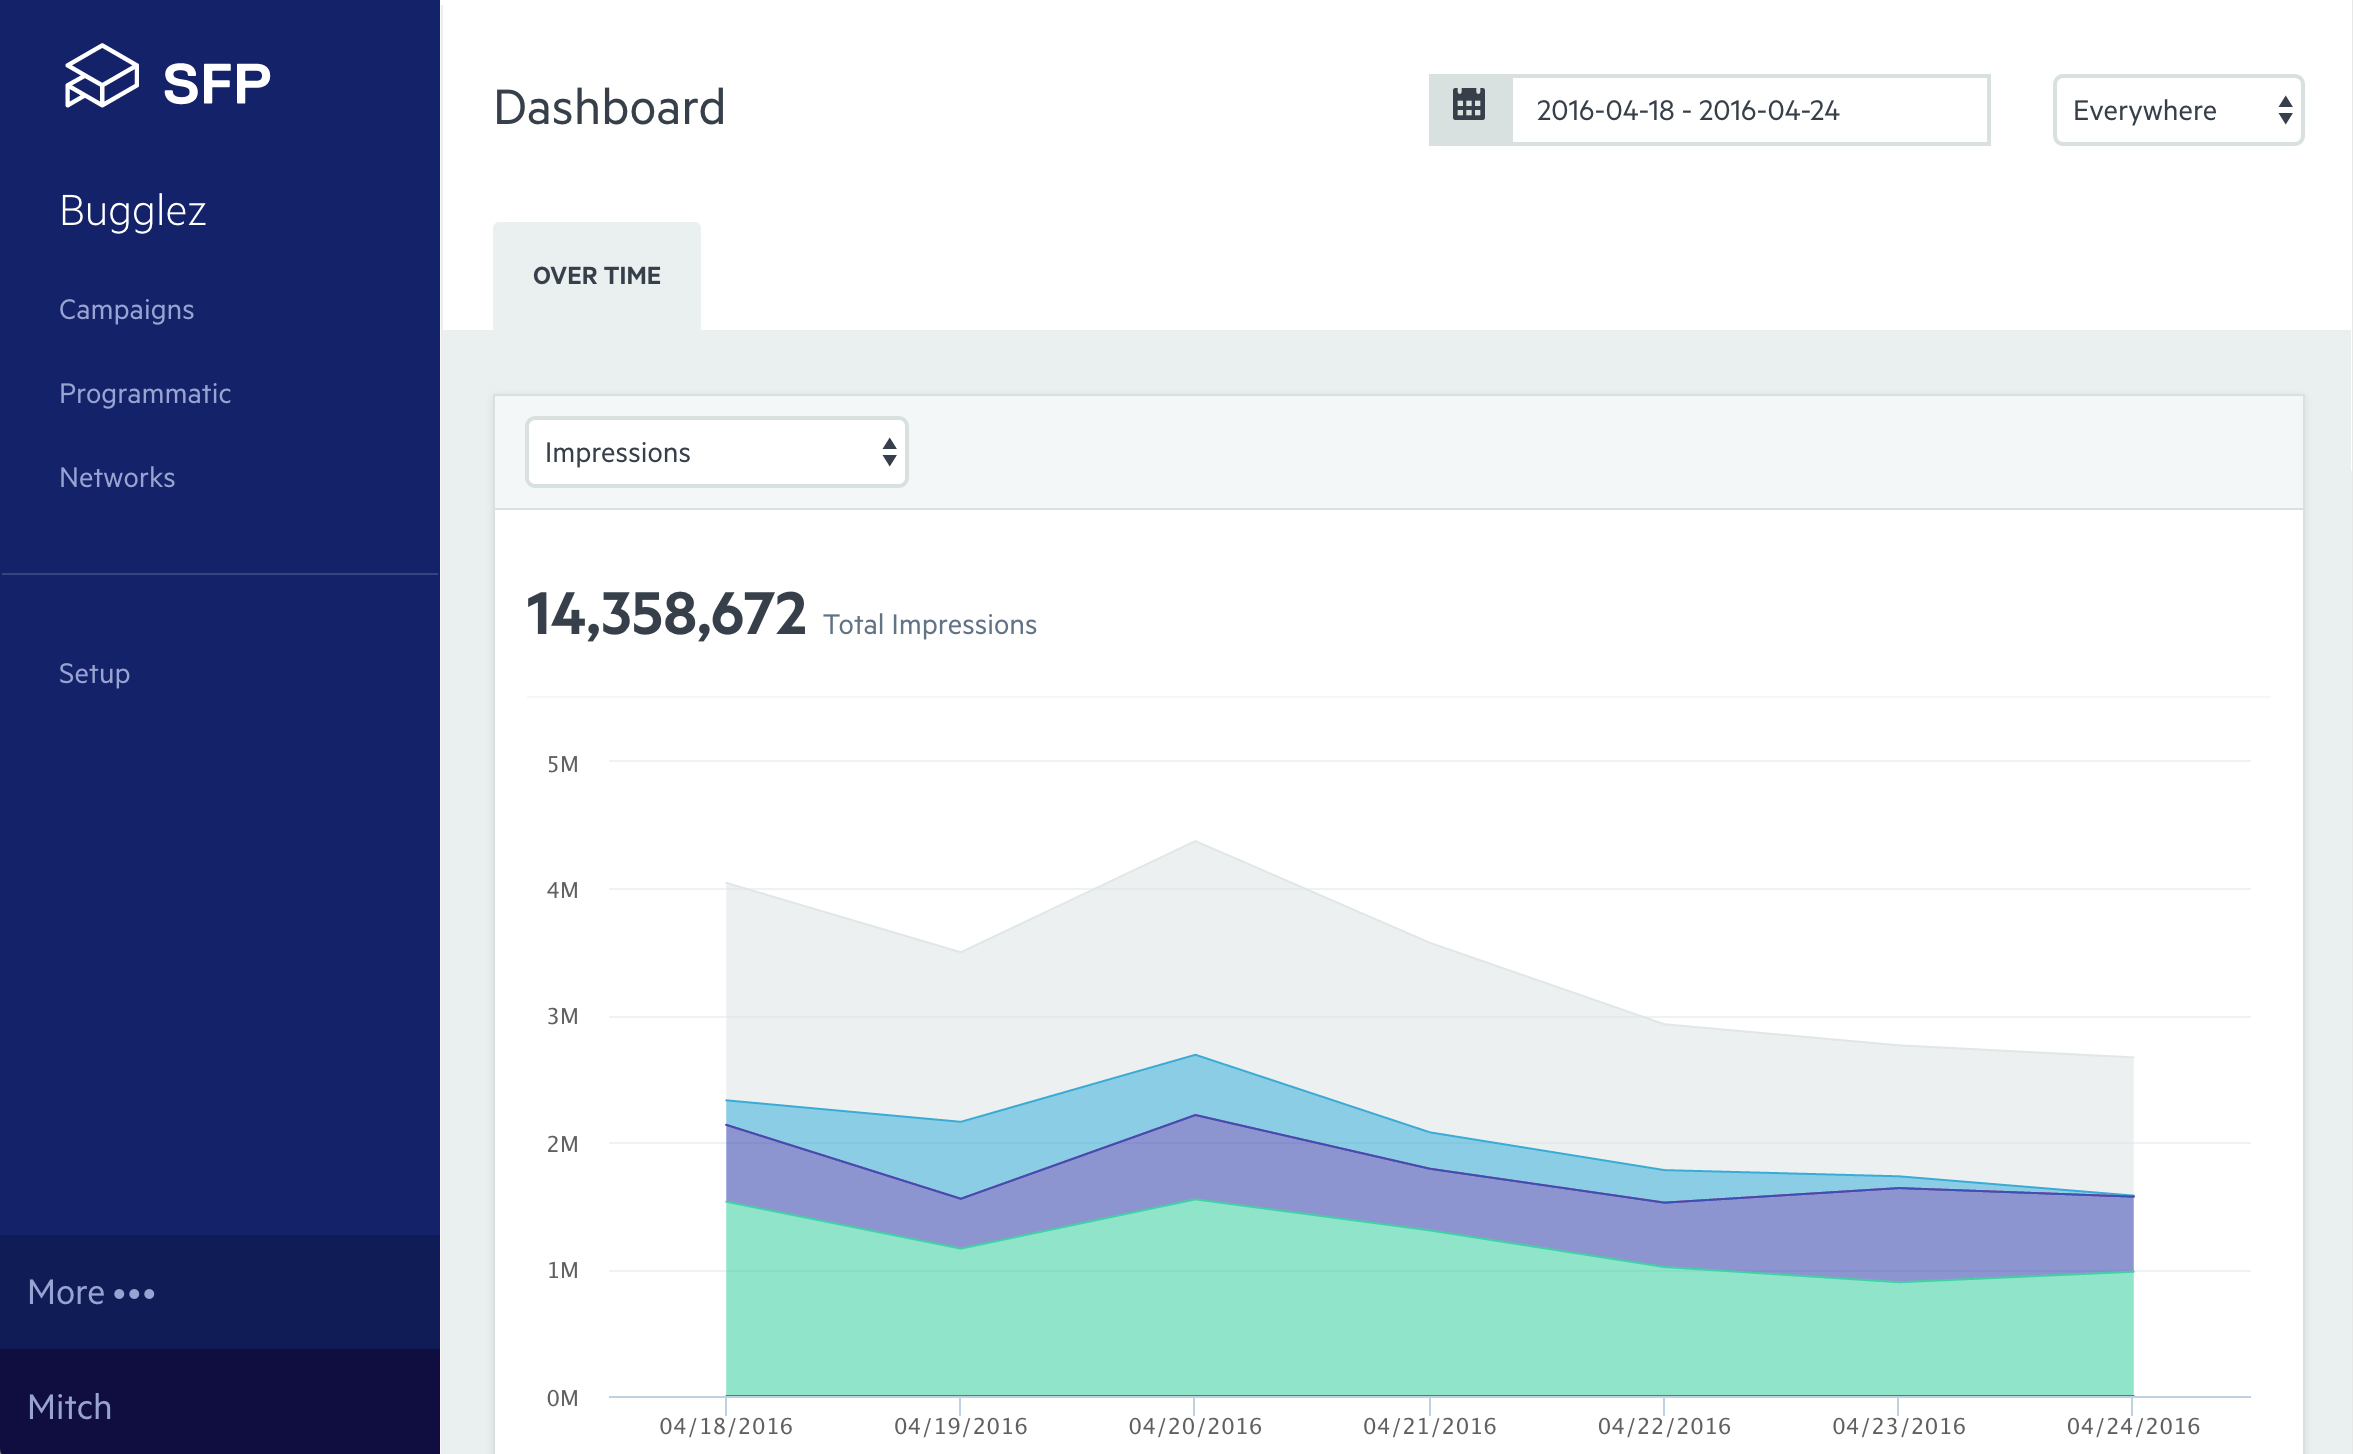 SFP
Bugglez
Campaigns
Programmatic
Networks
Setup
More •••
Mitch
Dashboard
2016-04-18 - 2016-04-24
Everywhere
OVER TIME
Impressions
14,358,672 Total Impressions
5M
4M
3M
2M
1M
0M
04/18/2016 04/19/2016 04/20/2016 04/21/2016 04/22/2016 04/23/2016 04/24/2016